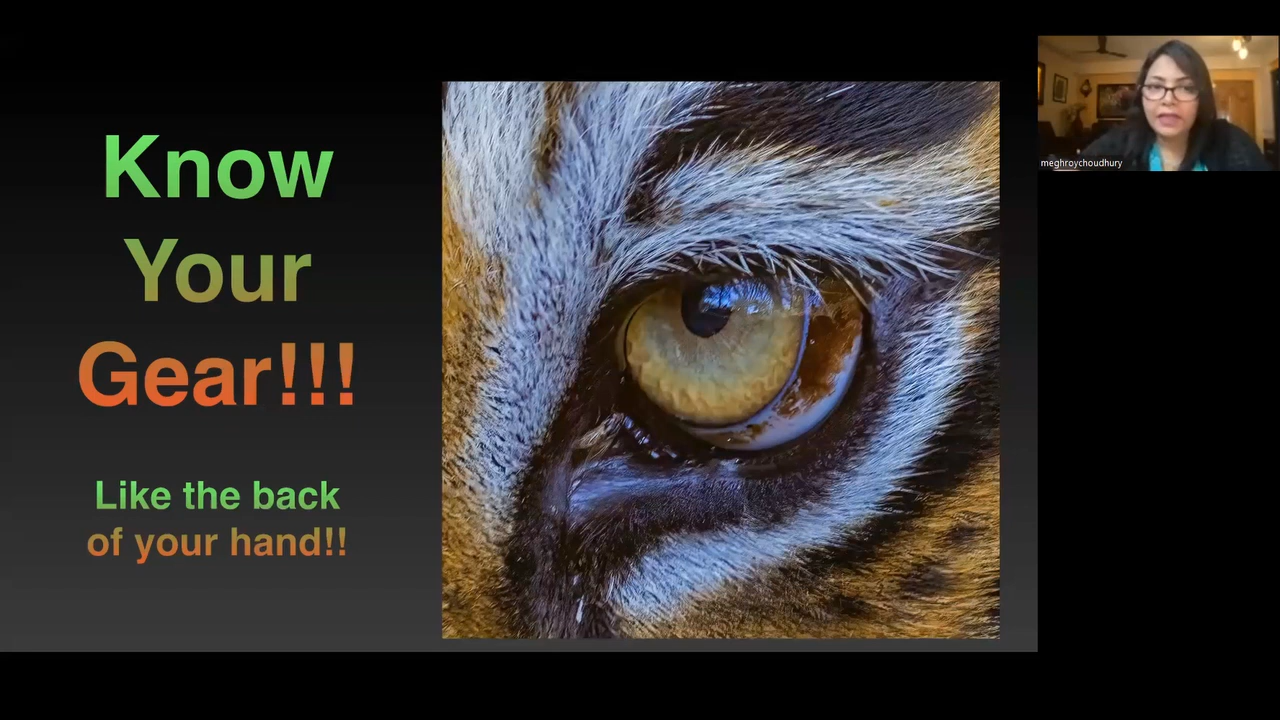 Know
Your
Gear!!!
Like the back
of your hand!!
meghroychoudhury